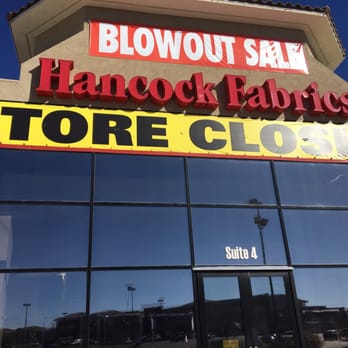 BLOWOUT SALE
Hancock Fabrics
TORE CLOS
Suite 4